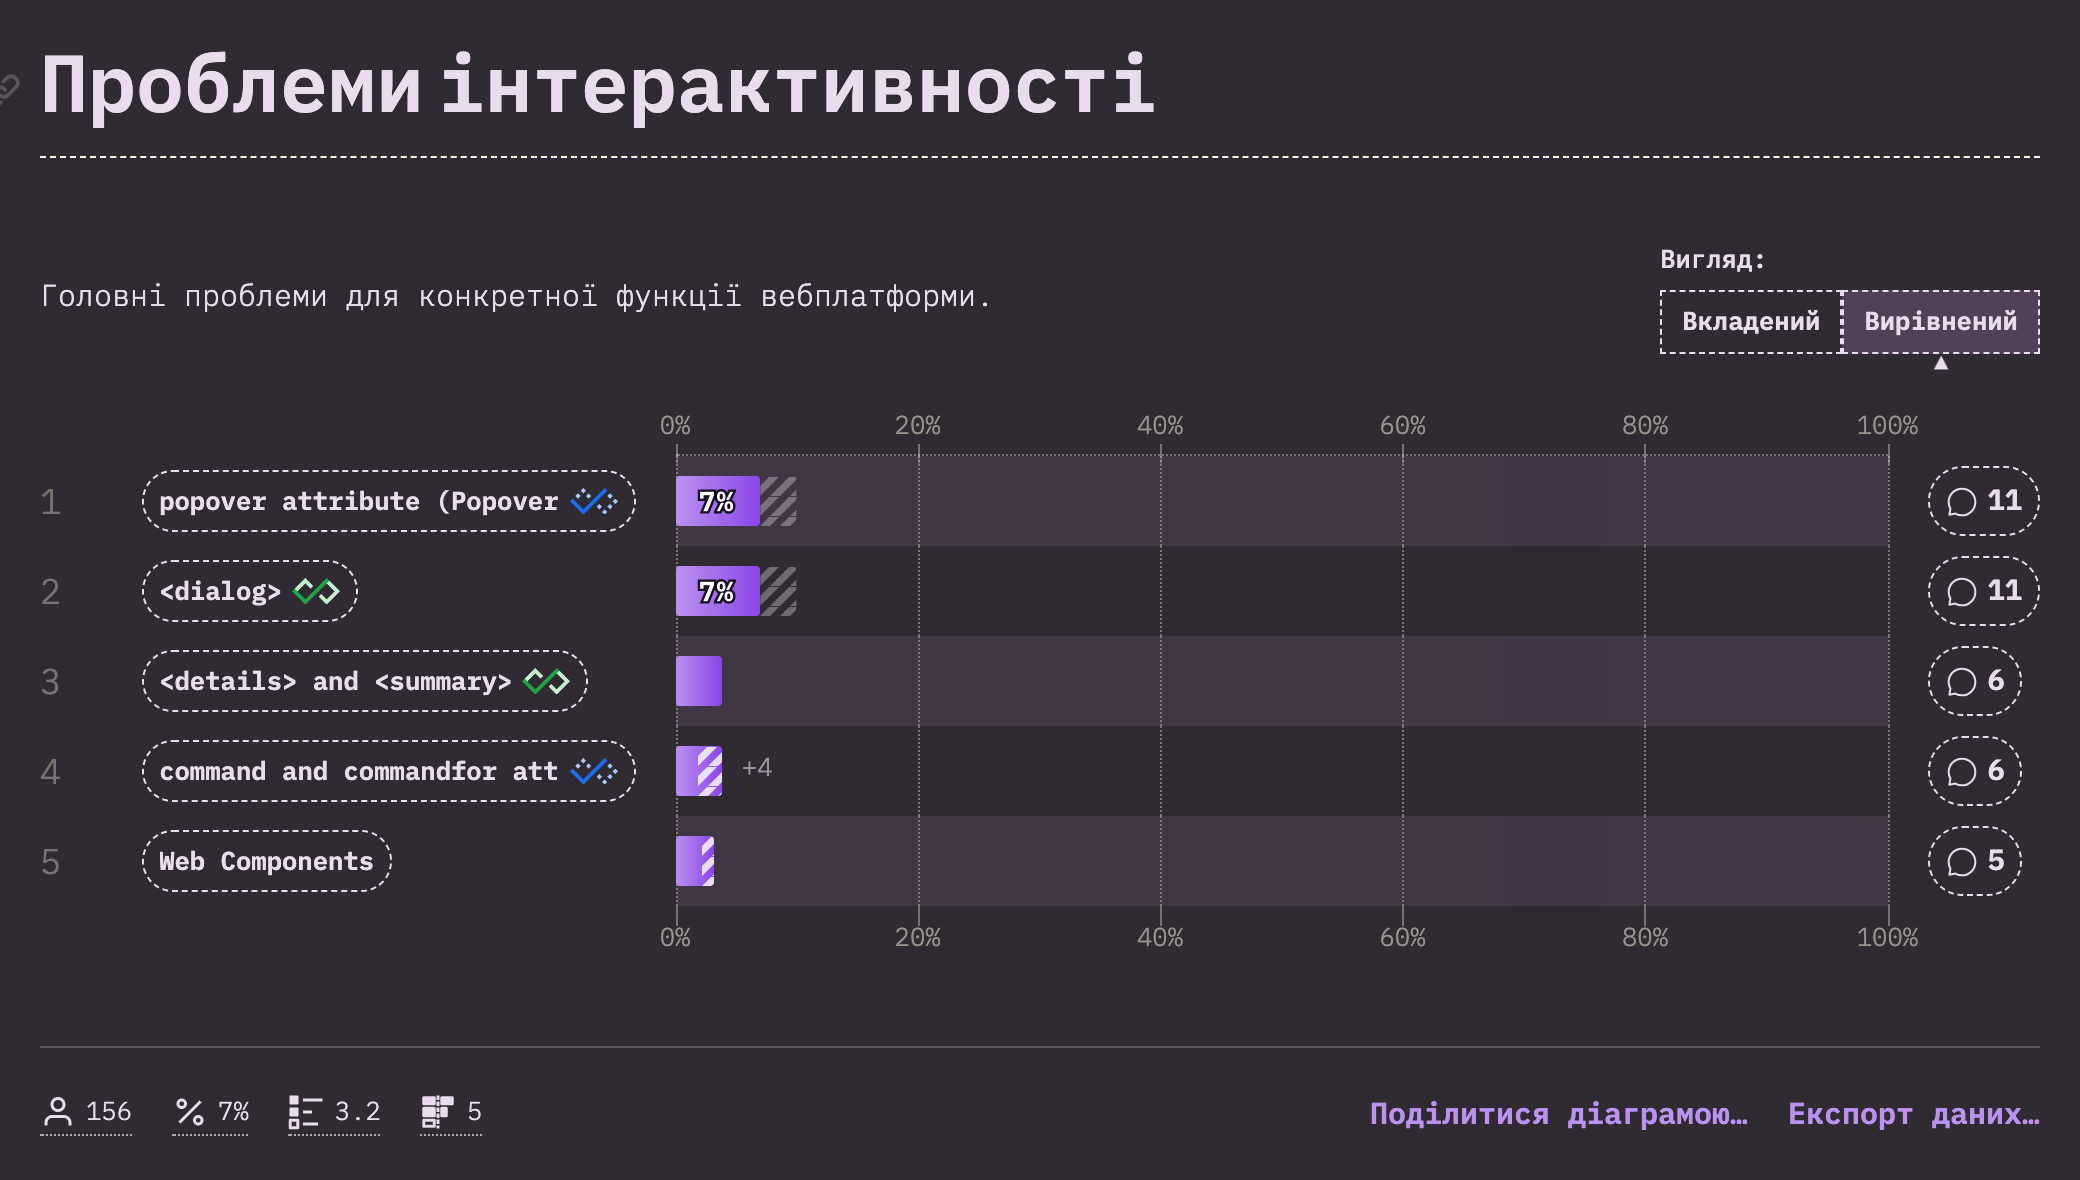 Проблеми інтерактивності
Головні проблеми для конкретної функції вебплатформи.
Вигляд:
Вкладений Вирівнений
0% 20% 40% 60% 80% 100%
1 popover attribute (Popover 7% 11
2 <dialog> 7% 11
3 <details> and <summary> 6
4 command and commandfor att +4 6
5 Web Components 5
0% 20% 40% 60% 80% 100%
156 7% 3.2 5 Поділитися діаграмою… Експорт даних…